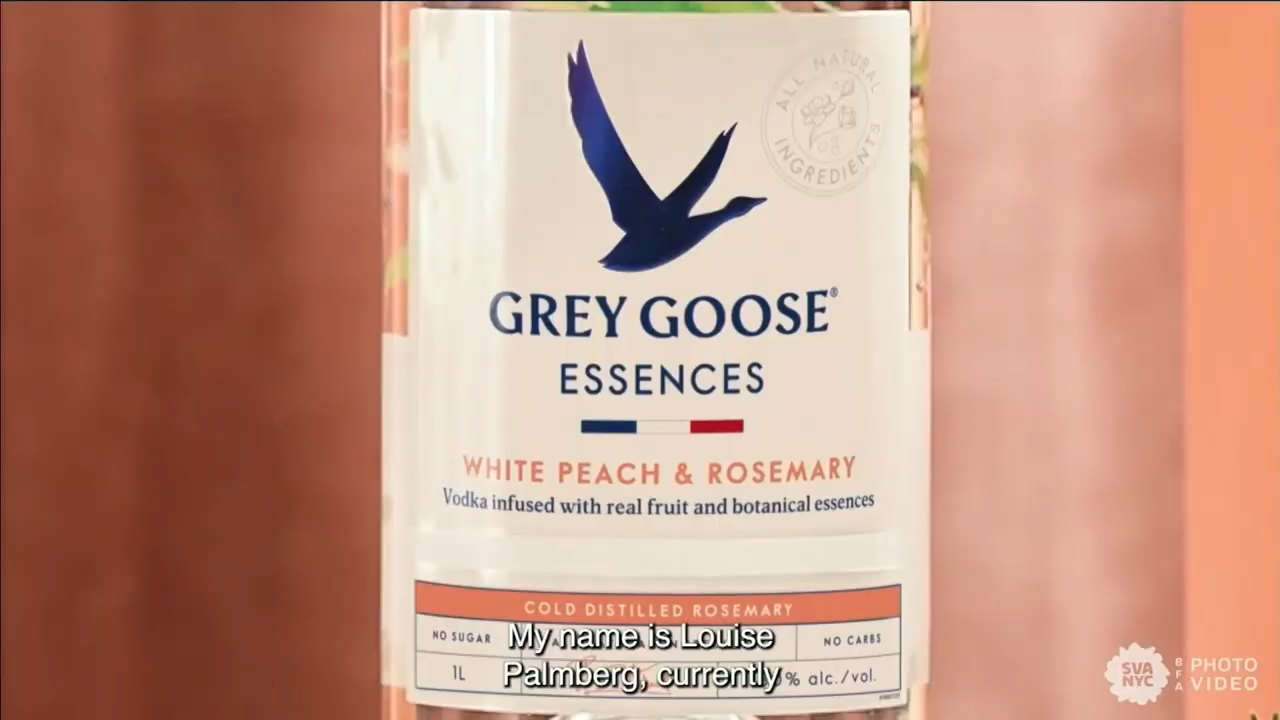 ALL NATURAL
INGREDIENTS
GREY GOOSE®
ESSENCES
WHITE PEACH & ROSEMARY
Vodka infused with real fruit and botanical essences
COLD DISTILLED ROSEMARY
NO SUGAR
NO CARBS
My name is Louise
Palmberg, currently
1L
% alc./vol.
SVA
NYC
BFA
PHOTO
VIDEO